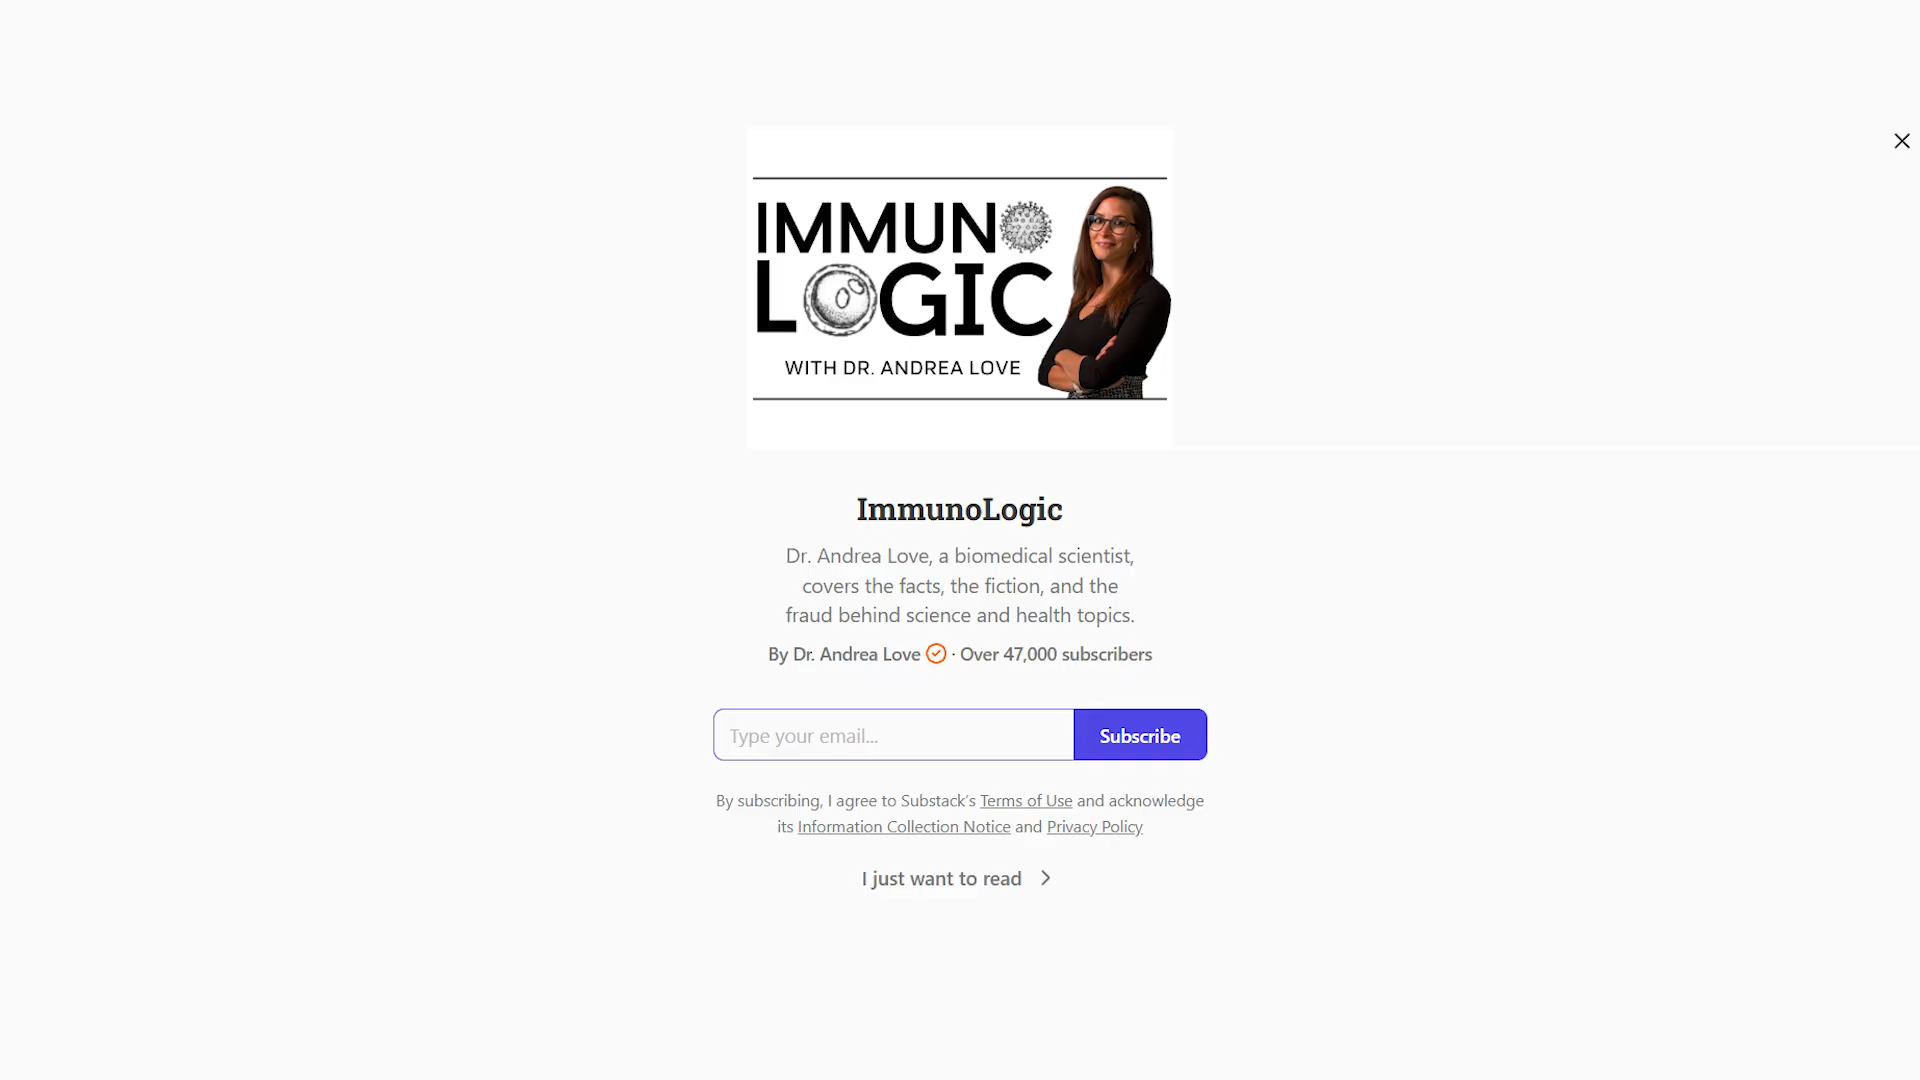 IMMUNO
LOGIC
WITH DR. ANDREA LOVE
ImmunoLogic
Dr. Andrea Love, a biomedical scientist,
covers the facts, the fiction, and the
fraud behind science and health topics.
By Dr. Andrea Love · Over 47,000 subscribers
Type your email...
Subscribe
By subscribing, I agree to Substack's Terms of Use and acknowledge
its Information Collection Notice and Privacy Policy
I just want to read